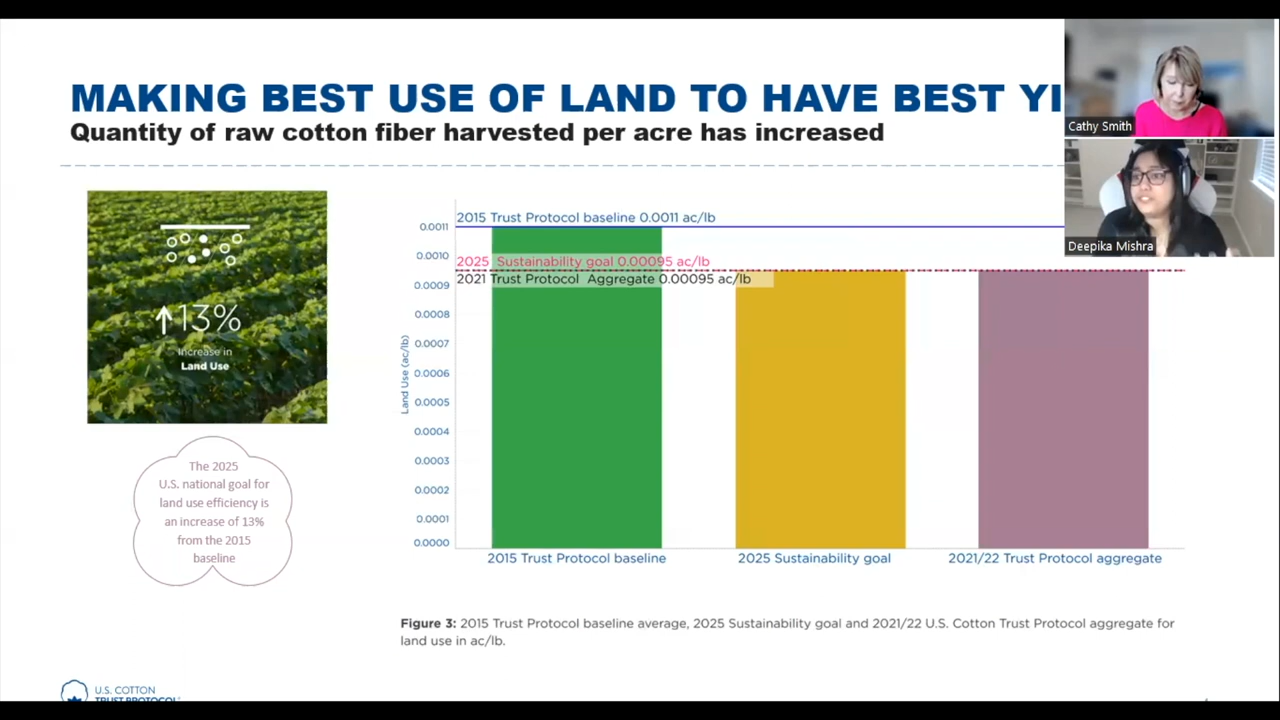 MAKING BEST USE OF LAND TO HAVE BEST YI
Quantity of raw cotton fiber harvested per acre has increased
Cathy Smith
Deepika Mishra
↑13%
Increase in
Land Use
The 2025
U.S. national goal for
land use efficiency is
an increase of 13%
from the 2015
baseline
2015 Trust Protocol baseline 0.0011 ac/lb
2025 Sustainability goal 0.00095 ac/lb
2021 Trust Protocol Aggregate 0.00095 ac/lb
Land Use (ac/lb)
0.0011
0.0010
0.0009
0.0008
0.0007
0.0006
0.0005
0.0004
0.0003
0.0002
0.0001
0.0000
2015 Trust Protocol baseline
2025 Sustainability goal
2021/22 Trust Protocol aggregate
Figure 3: 2015 Trust Protocol baseline average, 2025 Sustainability goal and 2021/22 U.S. Cotton Trust Protocol aggregate for
land use in ac/lb.
U.S. COTTON
TRUST PROTOCOL